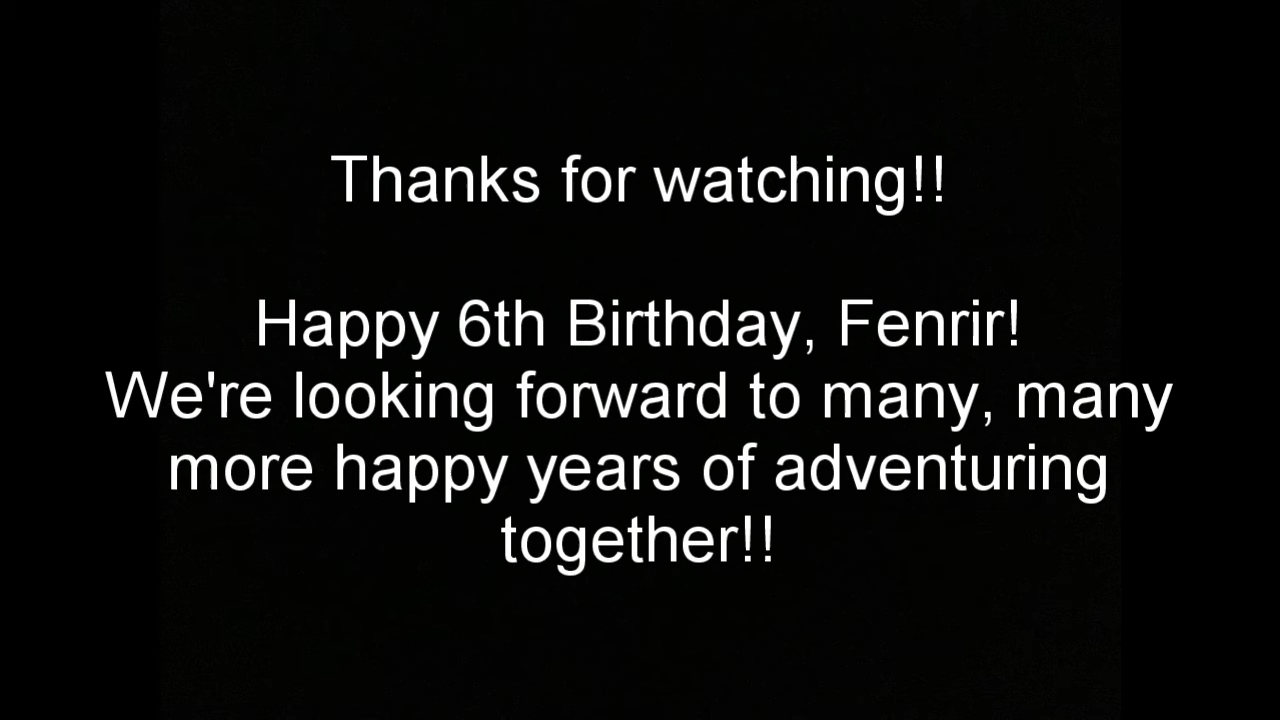 Thanks for watching!!
Happy 6th Birthday, Fenrir!
We're looking forward to many, many
more happy years of adventuring
together!!